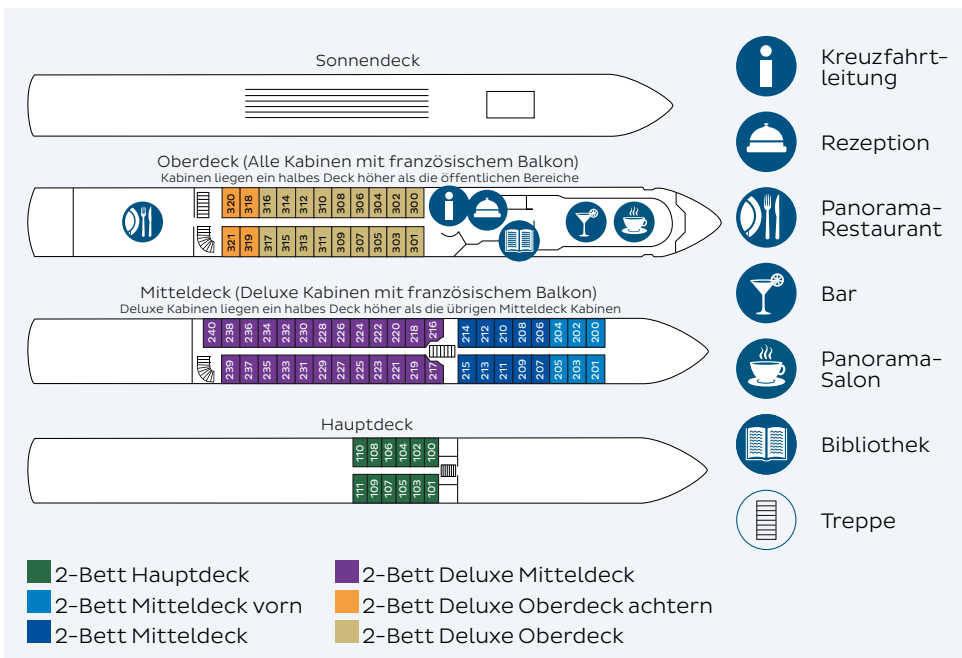 Sonnendeck
Oberdeck (Alle Kabinen mit französischem Balkon)
Kabinen liegen ein halbes Deck höher als die öffentlichen Bereiche
320 318 316 314 312 310 308 306 304 302 300
321 319 317 315 313 311 309 307 305 303 301
Mitteldeck (Deluxe Kabinen mit französischem Balkon)
Deluxe Kabinen liegen ein halbes Deck höher als die übrigen Mitteldeck Kabinen
240 238 236 234 232 230 228 226 224 222 220 218 216 214 212 210 208 206 204 202 200
239 237 235 233 231 229 227 225 223 221 219 217 215 213 211 209 207 205 203 201
Hauptdeck
110 108 106 104 102 100
111 109 107 105 103 101
Kreuzfahrt-
leitung
Rezeption
Panorama-
Restaurant
Bar
Panorama-
Salon
Bibliothek
Treppe
2-Bett Hauptdeck
2-Bett Mitteldeck vorn
2-Bett Mitteldeck
2-Bett Deluxe Mitteldeck
2-Bett Deluxe Oberdeck achtern
2-Bett Deluxe Oberdeck